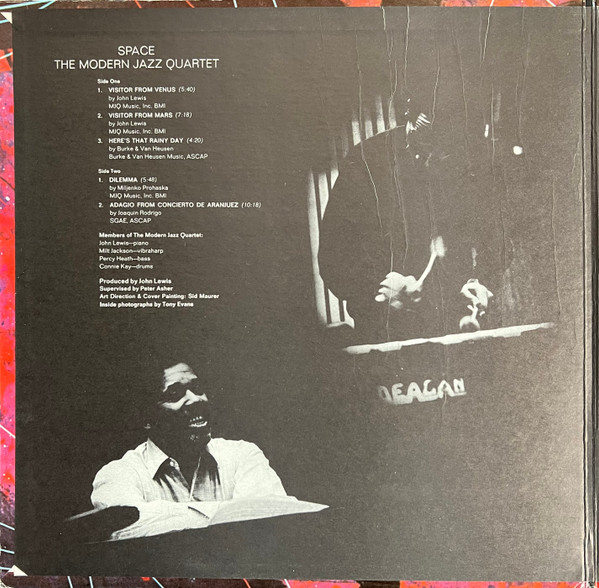 SPACE
THE MODERN JAZZ QUARTET
Side One
1. VISITOR FROM VENUS (5:40)
by John Lewis
MJQ Music, Inc. BMI
2. VISITOR FROM MARS (7:18)
by John Lewis
MJQ Music, Inc. BMI
3. HERE'S THAT RAINY DAY (4:20)
by Burke & Van Heusen
Burke & Van Heusen Music, ASCAP
Side Two
1. DILEMMA (5:48)
by Miljenko Prohaska
MJQ Music, Inc. BMI
2. ADAGIO FROM CONCIERTO DE ARANJUEZ (10:18)
by Joaquin Rodrigo
SGAE, ASCAP
Members of The Modern Jazz Quartet:
John Lewis—piano
Milt Jackson—vibraharp
Percy Heath—bass
Connie Kay—drums
Produced by John Lewis
Supervised by Peter Asher
Art Direction & Cover Painting: Sid Maurer
Inside photographs by Tony Evans
DEAGAN